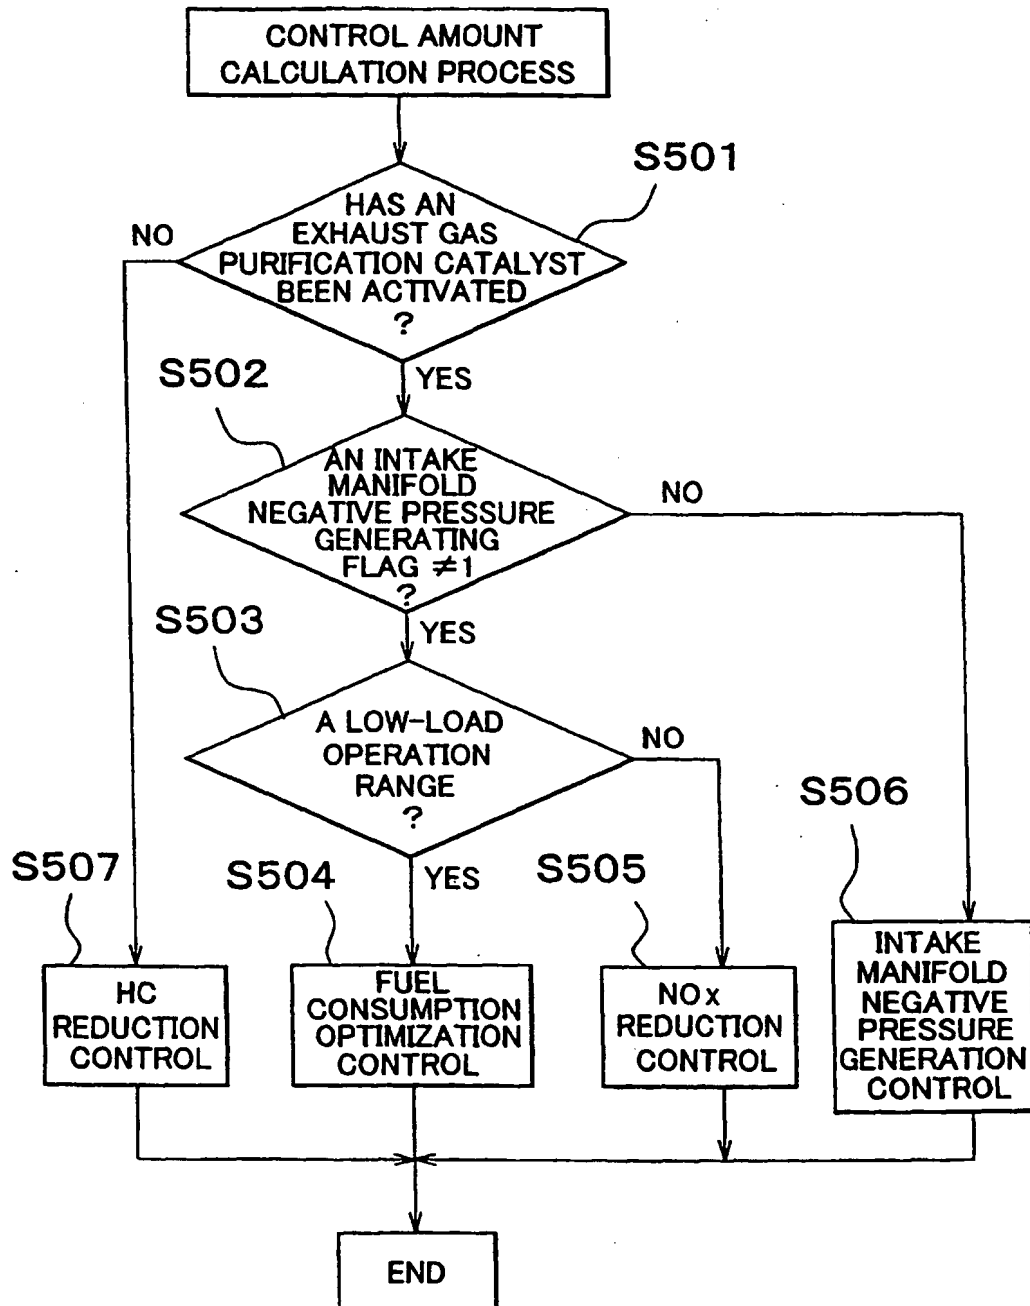 CONTROL AMOUNT
CALCULATION PROCESS
S501
HAS AN
EXHAUST GAS
PURIFICATION CATALYST
BEEN ACTIVATED
?
NO
YES
S502
AN INTAKE
MANIFOLD
NEGATIVE PRESSURE
GENERATING
FLAG ≠1
?
NO
YES
S503
A LOW-LOAD
OPERATION
RANGE
?
NO
YES
S507
HC
REDUCTION
CONTROL
S504
FUEL
CONSUMPTION
OPTIMIZATION
CONTROL
S505
NOx
REDUCTION
CONTROL
S506
INTAKE
MANIFOLD
NEGATIVE
PRESSURE
GENERATION
CONTROL
END